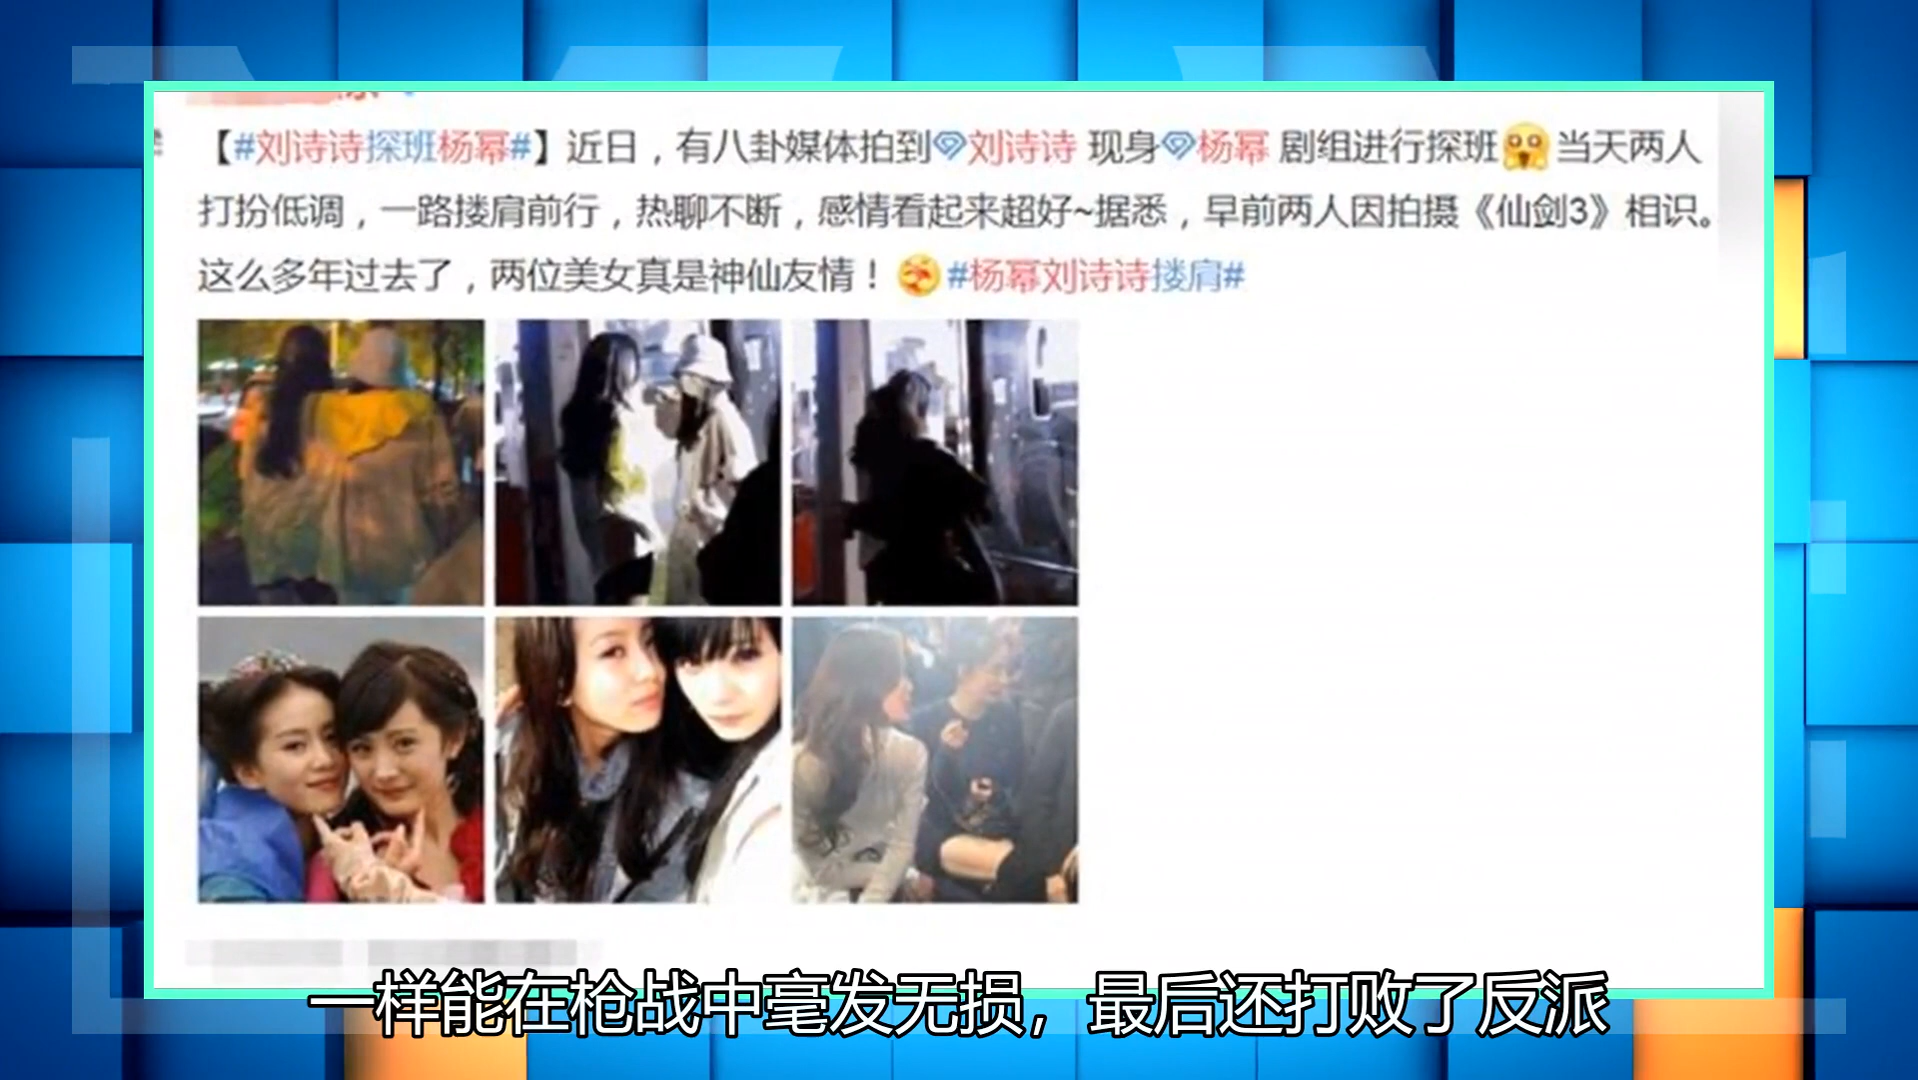 【#刘诗诗探班杨幂#】近日，有八卦媒体拍到刘诗诗 现身杨幂 剧组进行探班 当天两人
打扮低调，一路搂肩前行，热聊不断，感情看起来超好~据悉，早前两人因拍摄《仙剑3》相识。
这么多年过去了，两位美女真是神仙友情！ #杨幂刘诗诗搂肩#
一样能在枪战中毫发无损，最后还打败了反派